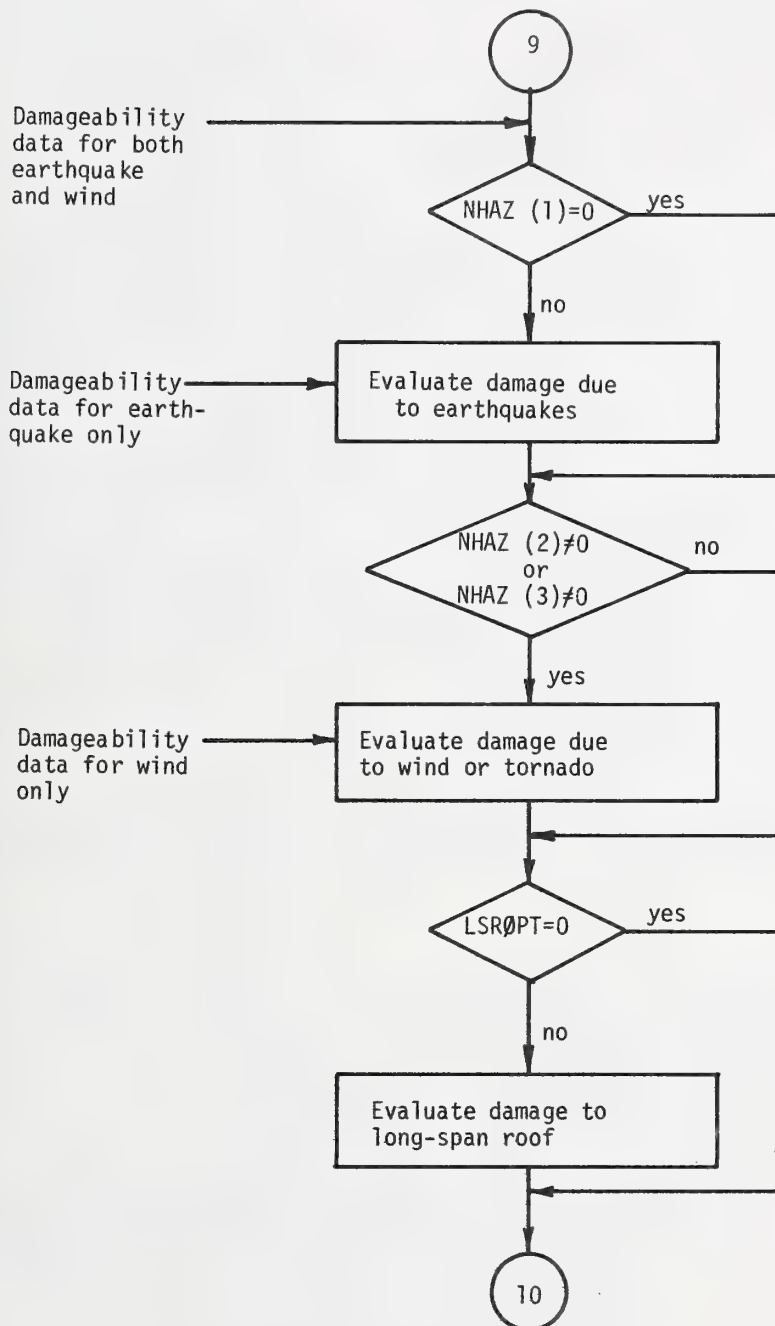 9
Damageability
data for both
earthquake
and wind
NHAZ (1)=0
yes
no
Damageability
data for earth-
quake only
Evaluate damage due
to earthquakes
NHAZ (2)≠0
or
NHAZ (3)≠0
no
yes
Damageability
data for wind
only
Evaluate damage due
to wind or tornado
LSRØPT=0
yes
no
Evaluate damage to
long-span roof
10